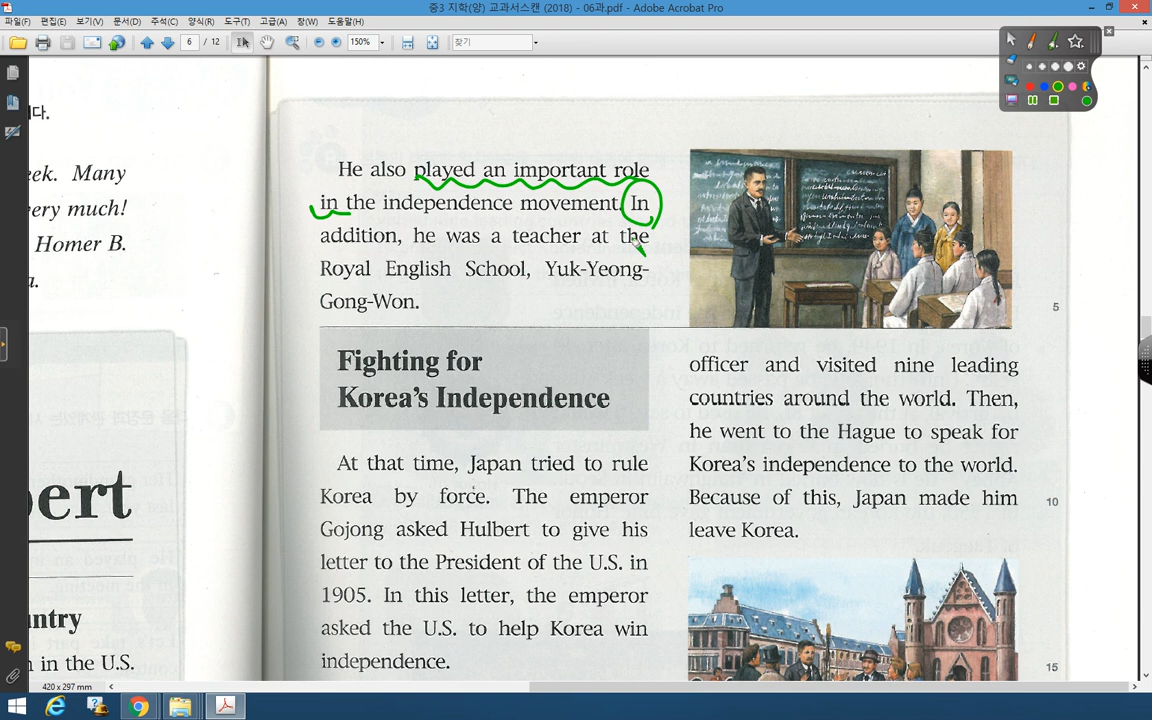 중3 지학(양) 교과서스캔 (2018) - 06과.pdf - Adobe Acrobat Pro
파일(F) 편집(E) 보기(V) 문서(D) 주석(C) 양식(R) 도구(T) 고급(A) 창(W) 도움말(H)
6 / 12 150% 찾기
다.
eek. Many
very much!
Homer B.
a.
bert
untry
n in the U.S.
He also played an important role
in the independence movement. In
addition, he was a teacher at the
Royal English School, Yuk-Yeong-
Gong-Won.
5
Fighting for
Korea's Independence
At that time, Japan tried to rule
Korea by force. The emperor
Gojong asked Hulbert to give his
letter to the President of the U.S. in
1905. In this letter, the emperor
asked the U.S. to help Korea win
independence.
officer and visited nine leading
countries around the world. Then,
he went to the Hague to speak for
Korea's independence to the world.
Because of this, Japan made him
leave Korea.
10
15
420 x 297 mm